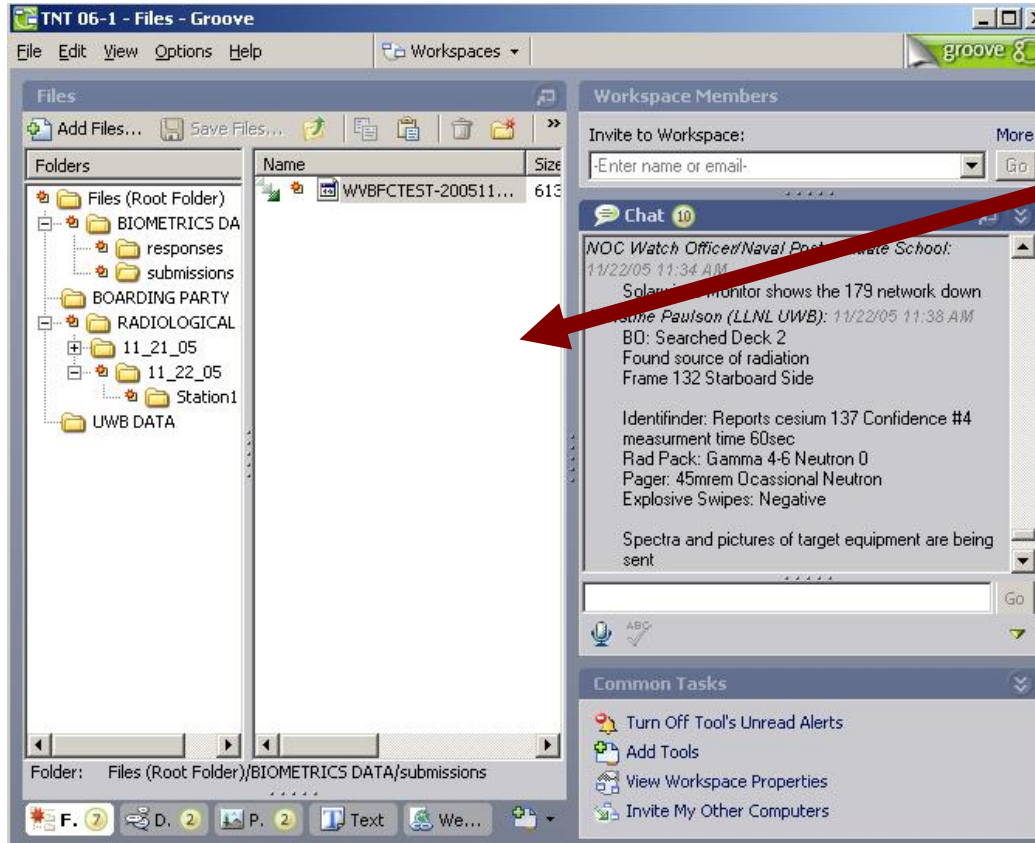 TNT 06-1 - Files - Groove
File Edit View Options Help Workspaces
groove
Files
Add Files... Save Files... »
Folders
Files (Root Folder)
BIOMETRICS DA
responses
submissions
BOARDING PARTY
RADIOLOGICAL
11_21_05
11_22_05
Station1
UWB DATA
Name Size
WVBFCTEST-200511... 613
Folder: Files (Root Folder)/BIOMETRICS DATA/submissions
F. 7 D. 2 P. 2 Text We...
Workspace Members
Invite to Workspace: More
-Enter name or email- Go
Chat 10
NOC Watch Officer/Naval School:
11/22/05 11:34 AM
Monitor shows the 179 network down
Paulson (LLNL UWB): 11/22/05 11:38 AM
BO: Searched Deck 2
Found source of radiation
Frame 132 Starboard Side
Identifinder: Reports cesium 137 Confidence #4
measurment time 60sec
Rad Pack: Gamma 4-6 Neutron 0
Pager: 45mrem Ocassional Neutron
Explosive Swipes: Negative
Spectra and pictures of target equipment are being
sent
Go
ABC
Common Tasks
Turn Off Tool's Unread Alerts
Add Tools
View Workspace Properties
Invite My Other Computers